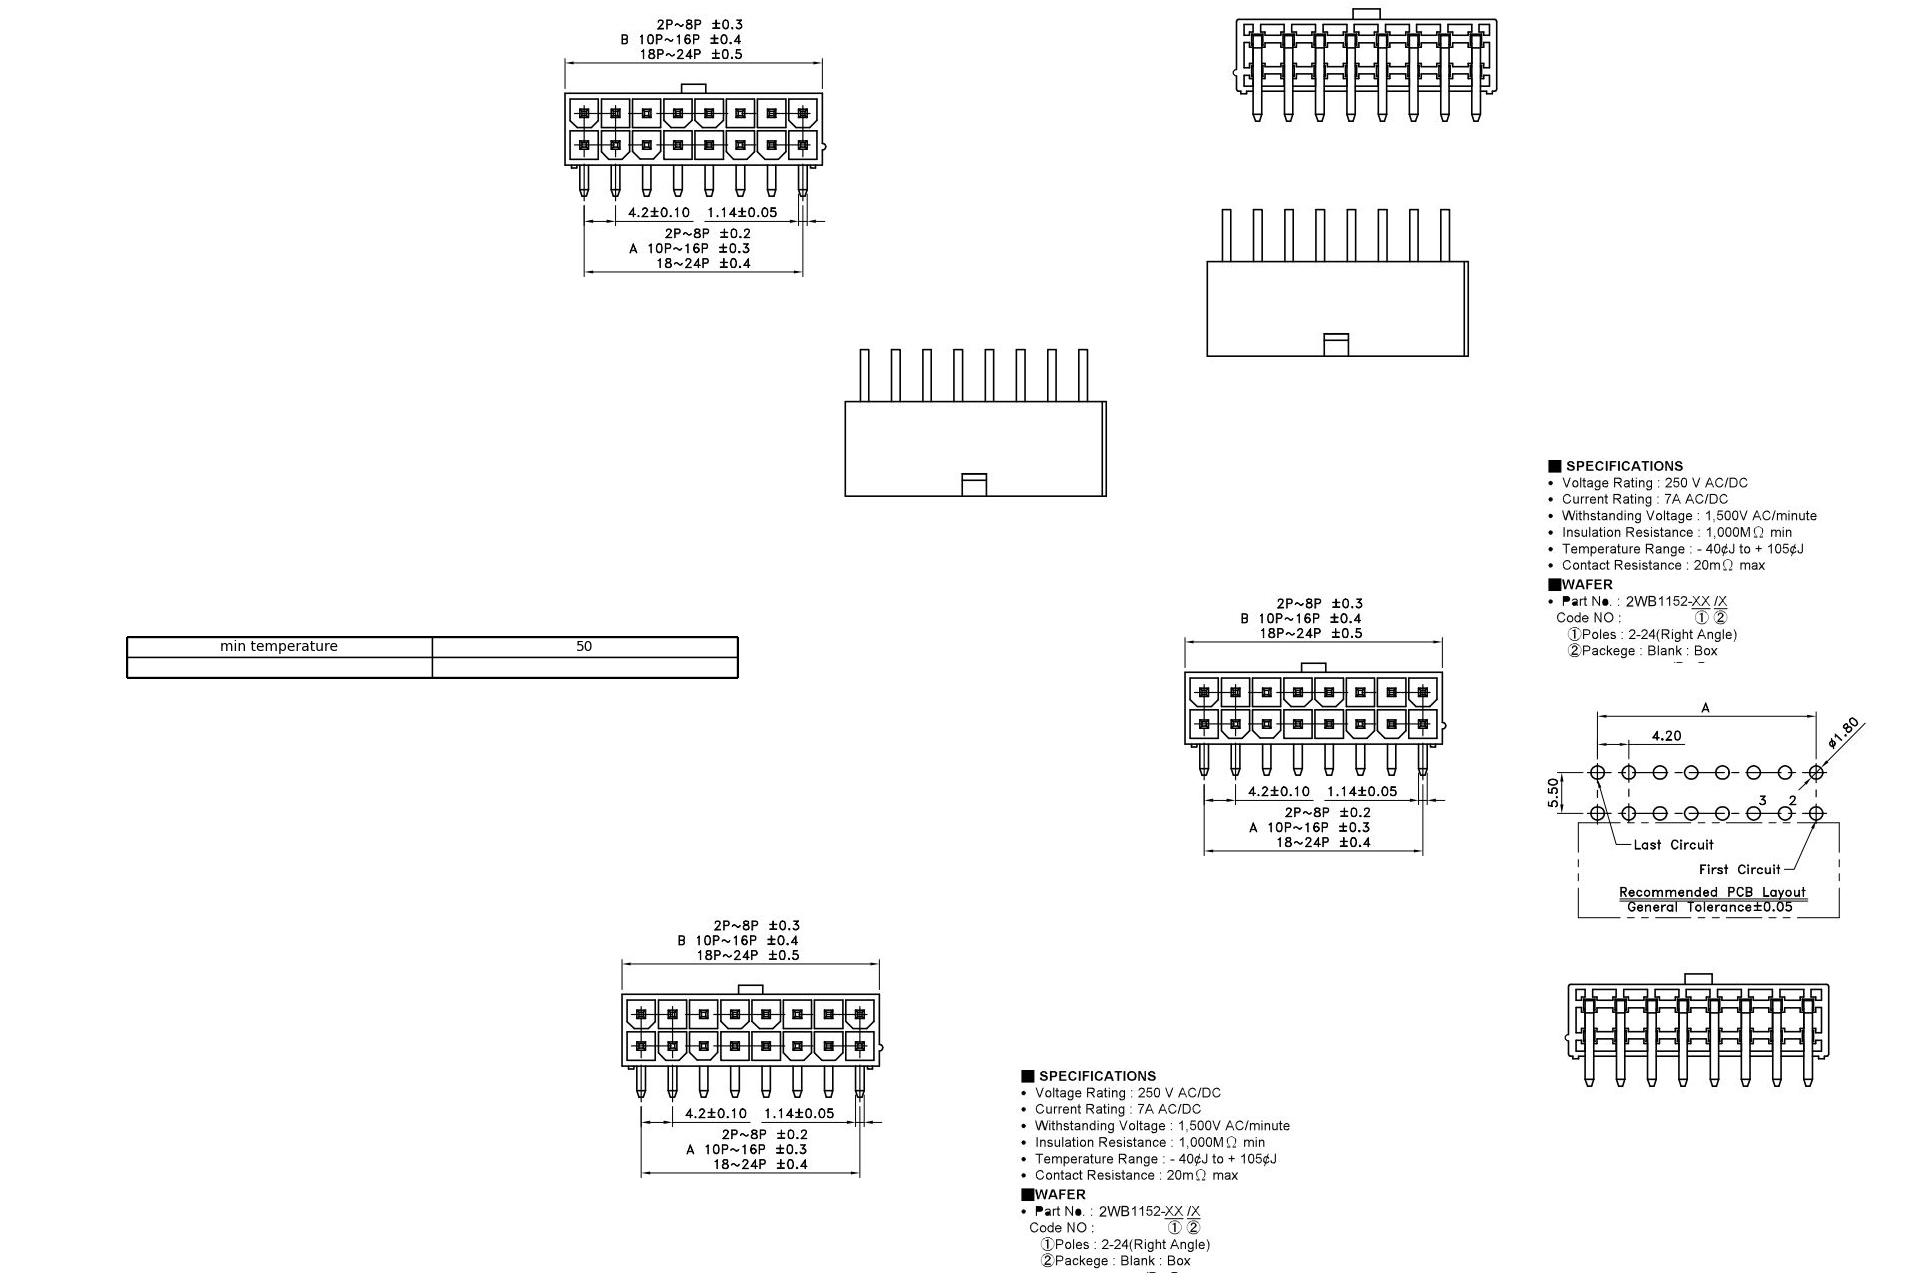 2P~8P ±0.3
B 10P~16P ±0.4
18P~24P ±0.5
4.2±0.10 1.14±0.05
2P~8P ±0.2
A 10P~16P ±0.3
18~24P ±0.4
■ SPECIFICATIONS
• Voltage Rating : 250 V AC/DC
• Current Rating : 7A AC/DC
• Withstanding Voltage : 1,500V AC/minute
• Insulation Resistance : 1,000MΩ min
• Temperature Range : - 40¢J to + 105¢J
• Contact Resistance : 20mΩ max
■WAFER
• Part No. : 2WB1152-XX /X
Code NO : ① ②
①Poles : 2-24(Right Angle)
②Packege : Blank : Box
min temperature 50
2P~8P ±0.3
B 10P~16P ±0.4
18P~24P ±0.5
4.2±0.10 1.14±0.05
2P~8P ±0.2
A 10P~16P ±0.3
18~24P ±0.4
A
4.20
ø1.80
5.50
3 2
Last Circuit
First Circuit
Recommended PCB Layout
General Tolerance±0.05
2P~8P ±0.3
B 10P~16P ±0.4
18P~24P ±0.5
4.2±0.10 1.14±0.05
2P~8P ±0.2
A 10P~16P ±0.3
18~24P ±0.4
■ SPECIFICATIONS
• Voltage Rating : 250 V AC/DC
• Current Rating : 7A AC/DC
• Withstanding Voltage : 1,500V AC/minute
• Insulation Resistance : 1,000MΩ min
• Temperature Range : - 40¢J to + 105¢J
• Contact Resistance : 20mΩ max
■WAFER
• Part No. : 2WB1152-XX /X
Code NO : ① ②
①Poles : 2-24(Right Angle)
②Packege : Blank : Box